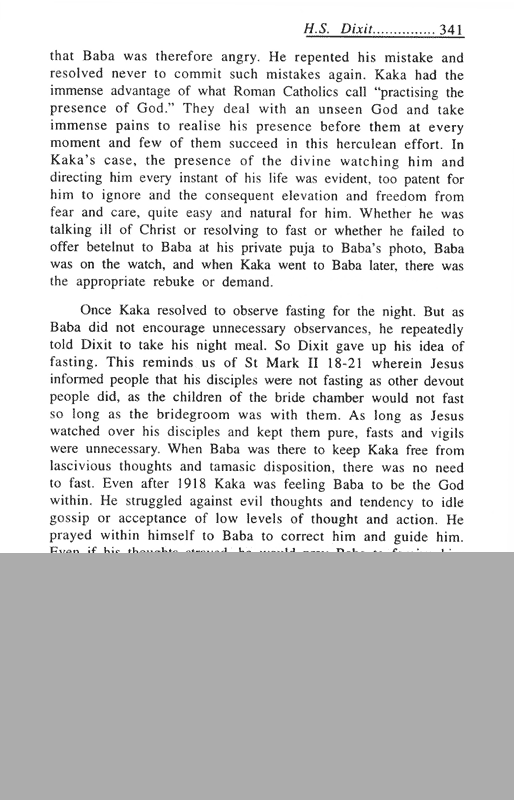 H.S. Dixit............... 341
that Baba was therefore angry. He repented his mistake and
resolved never to commit such mistakes again. Kaka had the
immense advantage of what Roman Catholics call “practising the
presence of God.” They deal with an unseen God and take
immense pains to realise his presence before them at every
moment and few of them succeed in this herculean effort. In
Kaka’s case, the presence of the divine watching him and
directing him every instant of his life was evident, too patent for
him to ignore and the consequent elevation and freedom from
fear and care, quite easy and natural for him. Whether he was
talking ill of Christ or resolving to fast or whether he failed to
offer betelnut to Baba at his private puja to Baba’s photo, Baba
was on the watch, and when Kaka went to Baba later, there was
the appropriate rebuke or demand.
Once Kaka resolved to observe fasting for the night. But as
Baba did not encourage unnecessary observances, he repeatedly
told Dixit to take his night meal. So Dixit gave up his idea of
fasting. This reminds us of St Mark II 18-21 wherein Jesus
informed people that his disciples were not fasting as other devout
people did, as the children of the bride chamber would not fast
so long as the bridegroom was with them. As long as Jesus
watched over his disciples and kept them pure, fasts and vigils
were unnecessary. When Baba was there to keep Kaka free from
lascivious thoughts and tamasic disposition, there was no need
to fast. Even after 1918 Kaka was feeling Baba to be the God
within. He struggled against evil thoughts and tendency to idle
gossip or acceptance of low levels of thought and action. He
prayed within himself to Baba to correct him and guide him.
Even if his thoughts